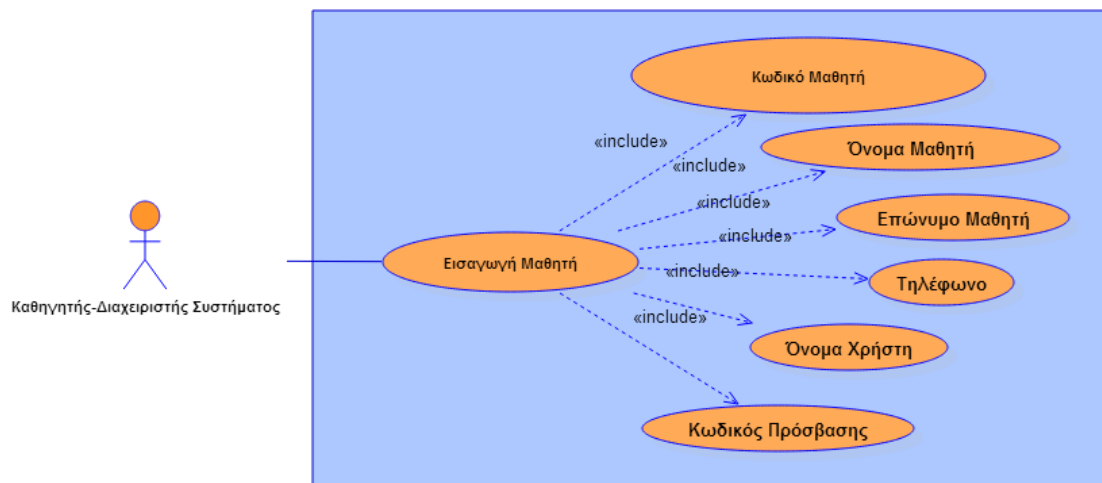 Κωδικό Μαθητή
«include»
Όνομα Μαθητή
«include»
«include»
Επώνυμο Μαθητή
«include»
Εισαγωγή Μαθητή
«include»
Τηλέφωνο
Καθηγητής-Διαχειριστής Συστήματος
«include»
Όνομα Χρήστη
Κωδικός Πρόσβασης